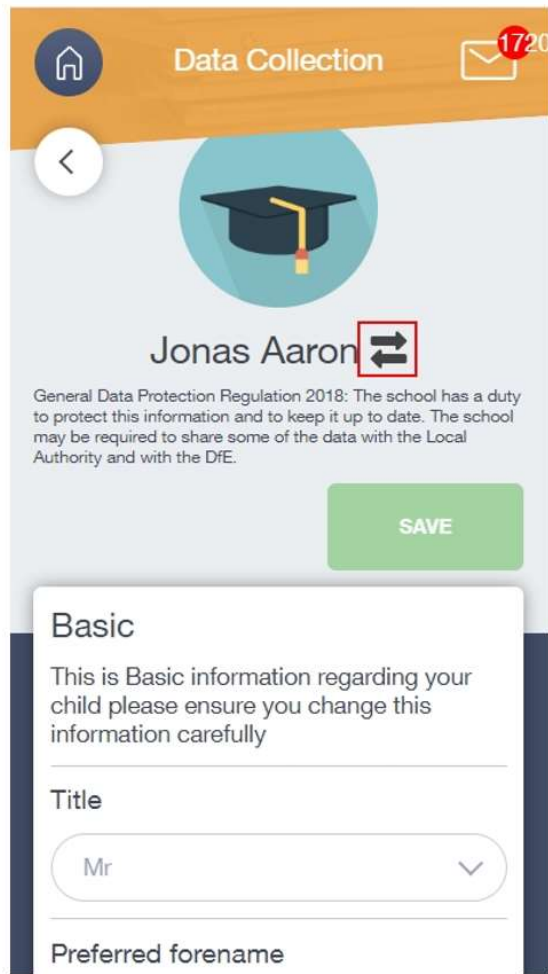 Data Collection
1720
Jonas Aaron
General Data Protection Regulation 2018: The school has a duty
to protect this information and to keep it up to date. The school
may be required to share some of the data with the Local
Authority and with the DfE.
SAVE
Basic
This is Basic information regarding your
child please ensure you change this
information carefully
Title
Mr
Preferred forename